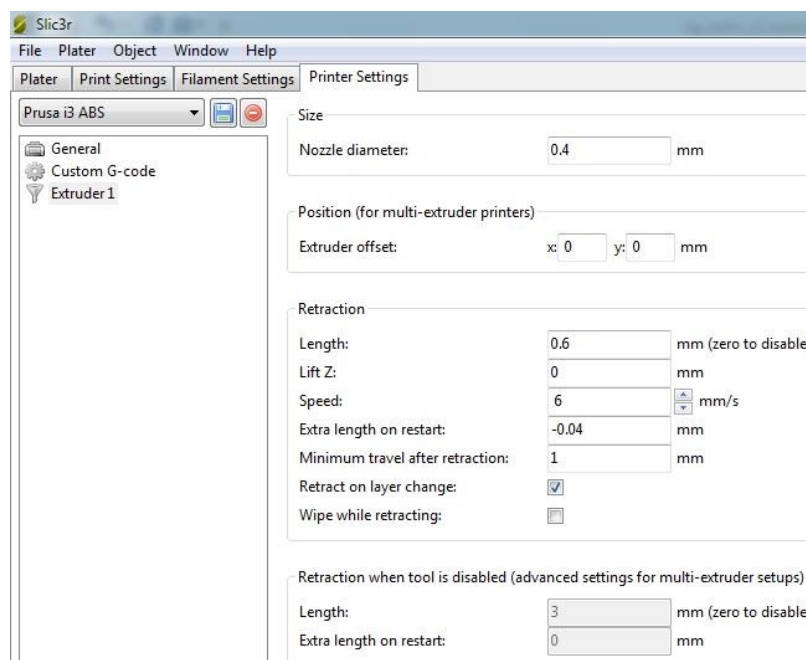 Slic3r
File Plater Object Window Help
Plater Print Settings Filament Settings Printer Settings
Prusa i3 ABS
General
Custom G-code
Extruder 1
Size
Nozzle diameter: 0.4 mm
Position (for multi-extruder printers)
Extruder offset: x: 0 y: 0 mm
Retraction
Length: 0.6 mm (zero to disable
Lift Z: 0 mm
Speed: 6 mm/s
Extra length on restart: -0.04 mm
Minimum travel after retraction: 1 mm
Retract on layer change:
Wipe while retracting:
Retraction when tool is disabled (advanced settings for multi-extruder setups)
Length: 3 mm (zero to disable
Extra length on restart: 0 mm